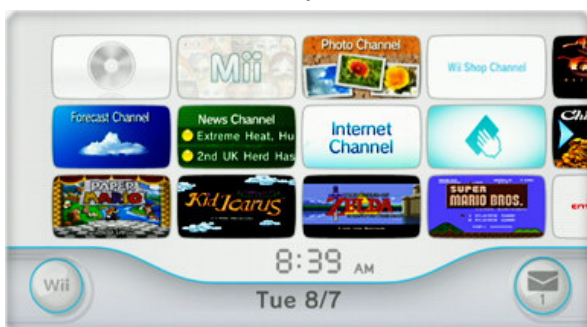 Mii
Photo Channel
Wii Shop Channel
Forecast Channel
News Channel
Extreme Heat, Hu
2nd UK Herd Has
Internet
Channel
Chi
PAPER
MARIO
Kid Icarus
ZELDA
SUPER
MARIO BROS.
8:39 AM
Wii
Tue 8/7
1